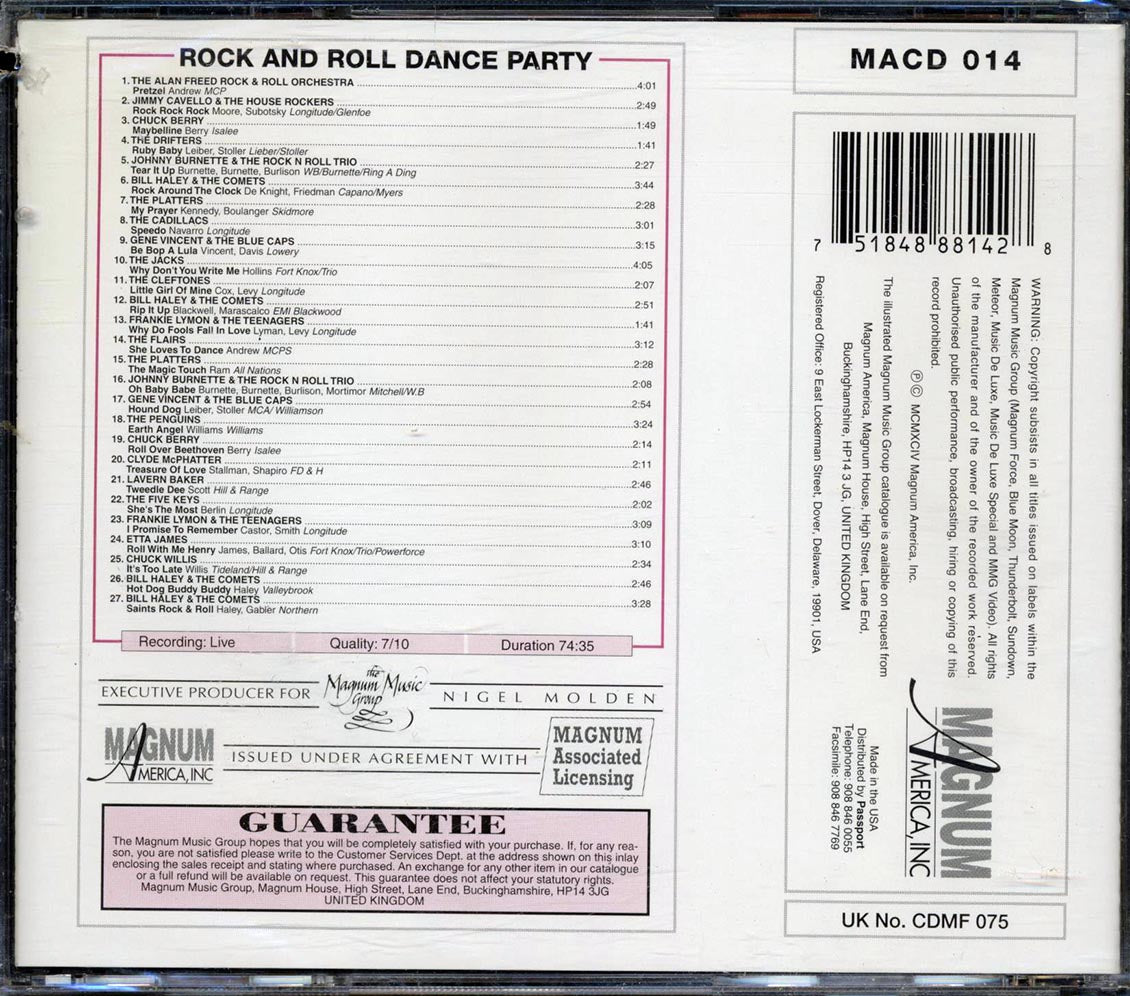 ROCK AND ROLL DANCE PARTY
1. THE ALAN FREED ROCK & ROLL ORCHESTRA 4:01
Pretzel Andrew MCP
2. JIMMY CAVELLO & THE HOUSE ROCKERS 2:49
Rock Rock Rock Moore, Subotsky Longitude/Glenfoe
3. CHUCK BERRY 1:49
Maybelline Berry Isalee
4. THE DRIFTERS 1:41
Ruby Baby Leiber, Stoller Lieber/Stoller
5. JOHNNY BURNETTE & THE ROCK N ROLL TRIO 2:27
Tear It Up Burnette, Burnette, Burlison WB/Burnette/Ring A Ding
6. BILL HALEY & THE COMETS 3:44
Rock Around The Clock De Knight, Friedman Capano/Myers
7. THE PLATTERS 2:28
My Prayer Kennedy, Boulanger Skidmore
8. THE CADILLACS 3:01
Speedo Navarro Longitude
9. GENE VINCENT & THE BLUE CAPS 3:15
Be Bop A Lula Vincent, Davis Lowery
10. THE JACKS 4:05
Why Don't You Write Me Hollins Fort Knox/Trio
11. THE CLEFTONES 2:07
Little Girl Of Mine Cox, Levy Longitude
12. BILL HALEY & THE COMETS 2:51
Rip It Up Blackwell, Marascalco EMI Blackwood
13. FRANKIE LYMON & THE TEENAGERS 1:41
Why Do Fools Fall In Love Lyman, Levy Longitude
14. THE FLAIRS 3:12
She Loves To Dance Andrew MCPS
15. THE PLATTERS 2:28
The Magic Touch Ram All Nations
16. JOHNNY BURNETTE & THE ROCK N ROLL TRIO 2:08
Oh Baby Babe Burnette, Burnette, Burlison, Mortimor Mitchell/W.B
17. GENE VINCENT & THE BLUE CAPS 2:54
Hound Dog Leiber, Stoller MCA/ Williamson
18. THE PENGUINS 3:24
Earth Angel Williams Williams
19. CHUCK BERRY 2:14
Roll Over Beethoven Berry Isalee
20. CLYDE McPHATTER 2:11
Treasure Of Love Stallman, Shapiro FD & H
21. LAVERN BAKER 2:46
Tweedle Dee Scott Hill & Range
22. THE FIVE KEYS 2:02
She's The Most Berlin Longitude
23. FRANKIE LYMON & THE TEENAGERS 3:09
I Promise To Remember Castor, Smith Longitude
24. ETTA JAMES 3:10
Roll With Me Henry James, Ballard, Otis Fort Knox/Trio/Powerforce
25. CHUCK WILLIS 2:34
It's Too Late Willis Tideland/Hill & Range
26. BILL HALEY & THE COMETS 2:46
Hot Dog Buddy Buddy Haley Valleybrook
27. BILL HALEY & THE COMETS 3:28
Saints Rock & Roll Haley, Gabler Northern
Recording: Live Quality: 7/10 Duration 74:35
EXECUTIVE PRODUCER FOR the Magnum Music Group NIGEL MOLDEN
MAGNUM
AMERICA, INC
ISSUED UNDER AGREEMENT WITH
MAGNUM
Associated
Licensing
GUARANTEE
The Magnum Music Group hopes that you will be completely satisfied with your purchase. If, for any rea-
son, you are not satisfied please write to the Customer Services Dept. at the address shown on this inlay
enclosing the sales receipt and stating where purchased. An exchange for any other item in our catalogue
or a full refund will be available on request. This guarantee does not affect your statutory rights.
Magnum Music Group, Magnum House, High Street, Lane End, Buckinghamshire, HP14 3JG
UNITED KINGDOM
MACD 014
7 51848 88142 8
WARNING: Copyright subsists in all titles issued on labels within the
Magnum Music Group (Magnum Force, Blue Moon, Thunderbolt, Sundown,
Meteor, Music De Luxe, Music De Luxe Special and MMG Video). All rights
of the manufacturer and of the owner of the recorded work reserved.
Unauthorised public performance, broadcasting, hiring or copying of this
record prohibited.
℗© MCMXCIV Magnum America, Inc.
The illustrated Magnum Music Group catalogue is available on request from
Magnum America, Magnum House, High Street, Lane End,
Buckinghamshire, HP14 3 JG, UNITED KINGDOM
Registered Office : 9 East Lockerman Street, Dover, Delaware, 19901, USA
MAGNUM
AMERICA, INC
Made in the USA
Distributed by Passport
Telephone: 908 846 0055
Facsimile: 908 846 7769
UK No. CDMF 075